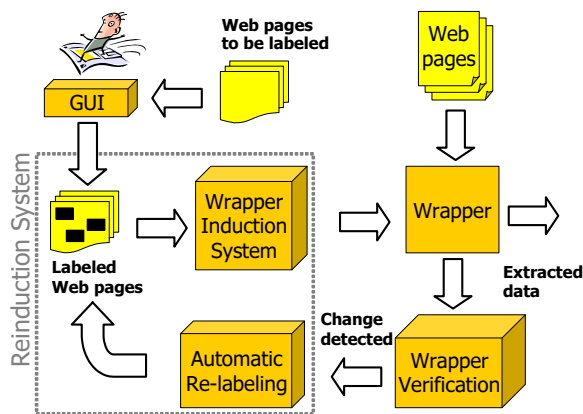 Web pages
to be labeled
Web
pages
GUI
Reinduction System
Wrapper
Induction
System
Wrapper
Labeled
Web pages
Extracted
data
Change
detected
Automatic
Re-labeling
Wrapper
Verification